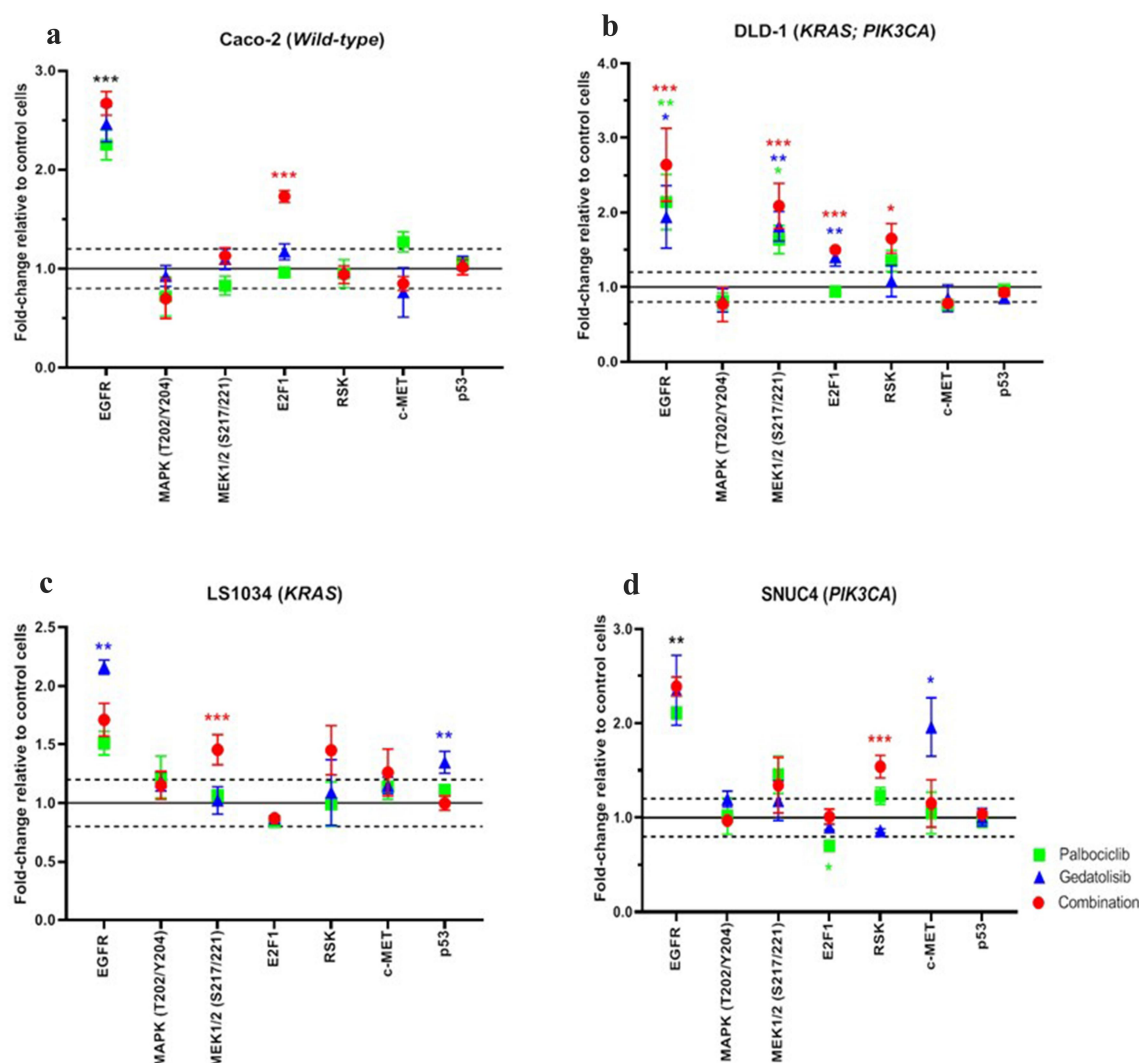 a
Caco-2 (Wild-type)
Fold-change relative to control cells
3.0
2.0
1.0
0.0
***
***
EGFR
MAPK (T202/Y204)
MEK1/2 (S217/221)
E2F1
RSK
c-MET
p53
b
DLD-1 (KRAS; PIK3CA)
Fold-change relative to control cells
4.0
3.0
2.0
1.0
0.0
***
**
*
***
**
*
***
**
*
EGFR
MAPK (T202/Y204)
MEK1/2 (S217/221)
E2F1
RSK
c-MET
p53
c
LS1034 (KRAS)
Fold-change relative to control cells
2.5
2.0
1.5
1.0
0.5
0.0
**
***
**
EGFR
MAPK (T202/Y204)
MEK1/2 (S217/221)
E2F1
RSK
c-MET
p53
d
SNUC4 (PIK3CA)
Fold-change relative to control cells
3.0
2.0
1.0
0.0
**
*
***
*
EGFR
MAPK (T202/Y204)
MEK1/2 (S217/221)
E2F1
RSK
c-MET
p53
Palbociclib
Gedatolisib
Combination